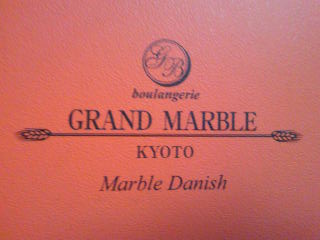 GB
boulangerie
GRAND MARBLE
KYOTO
Marble Danish